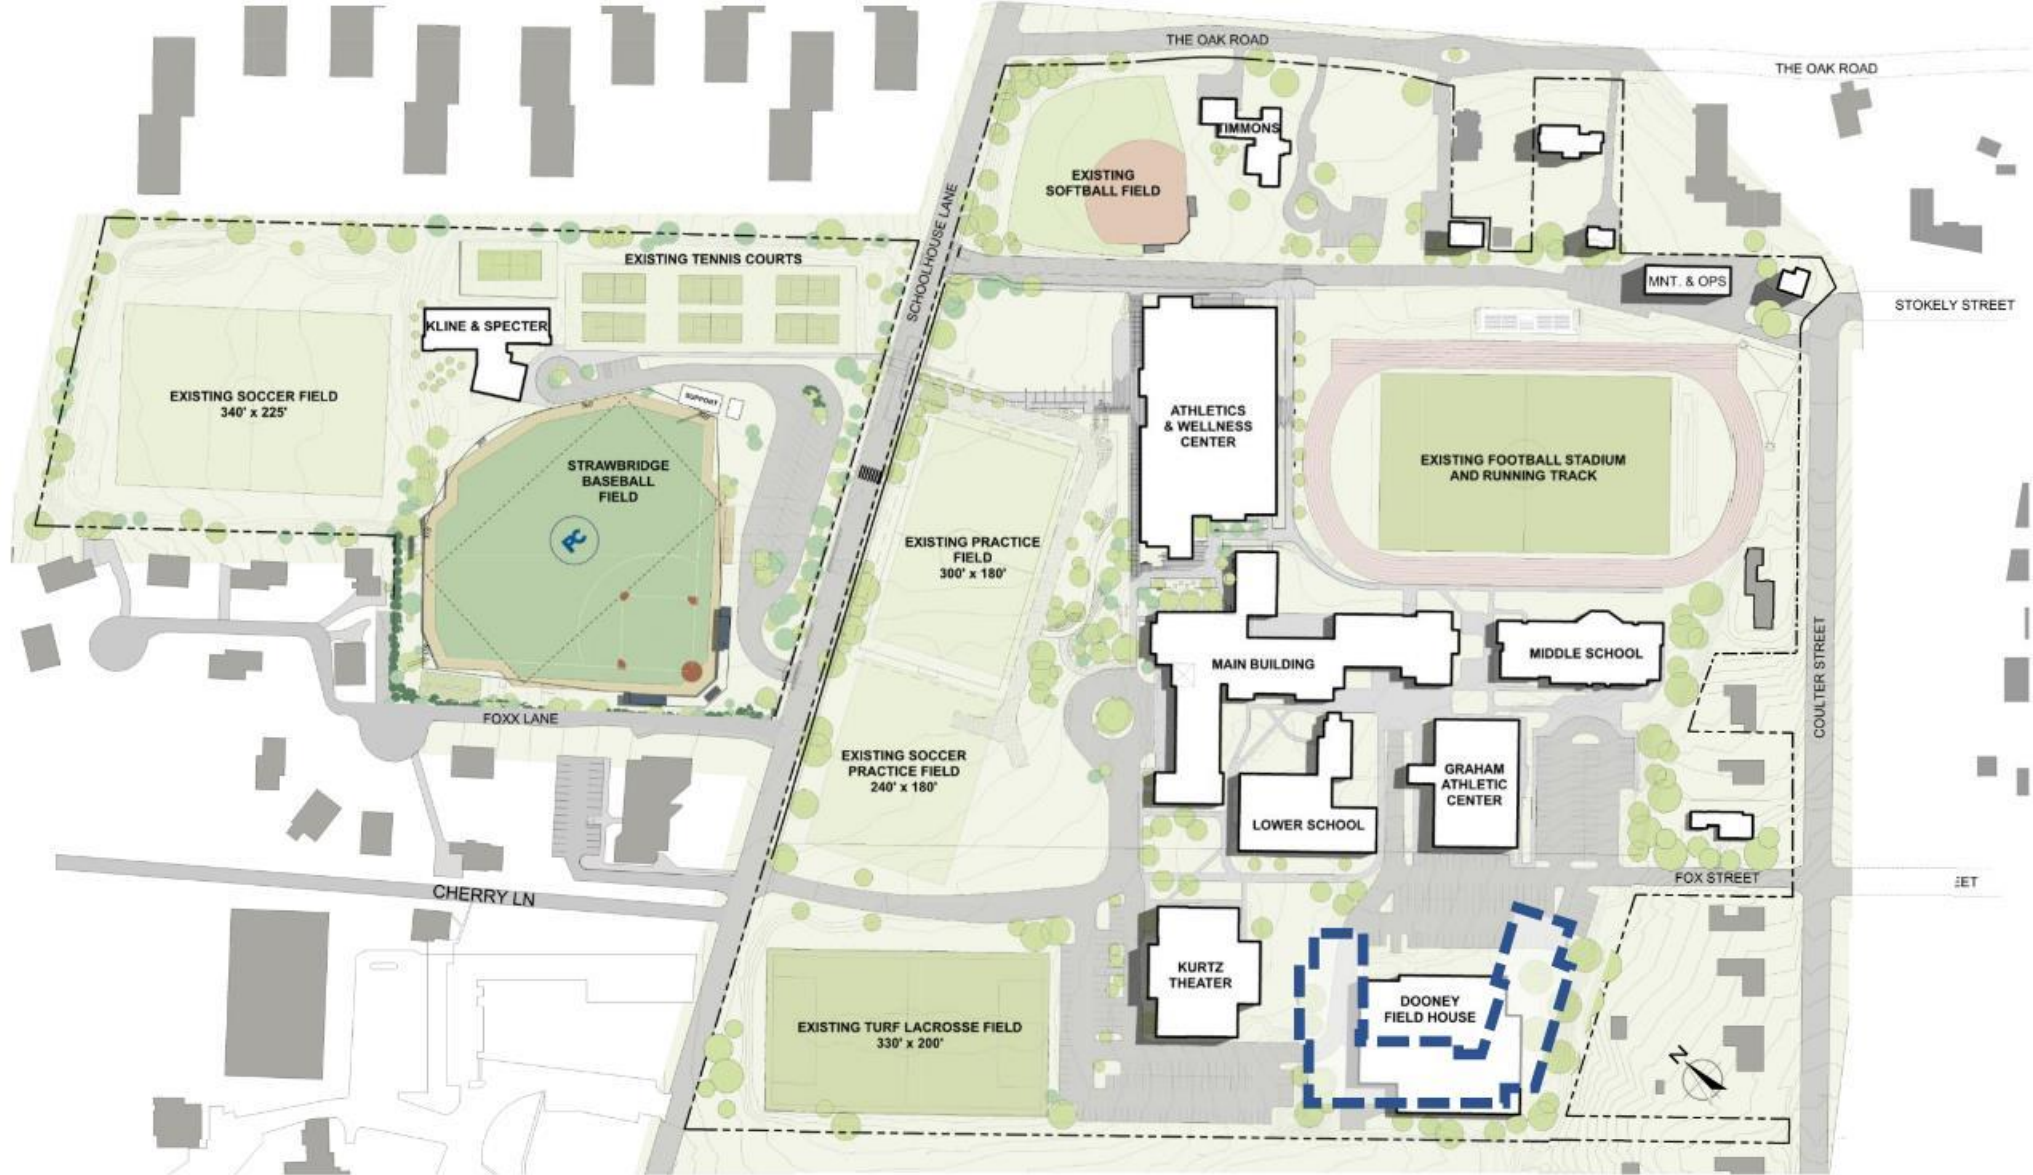 THE OAK ROAD
THE OAK ROAD
TIMMONS
EXISTING
SOFTBALL FIELD
SCHOOLHOUSE LANE
EXISTING TENNIS COURTS
MNT. & OPS
STOKELY STREET
KLINE & SPECTER
EXISTING SOCCER FIELD
340' x 225'
SUPPORT
ATHLETICS
& WELLNESS
CENTER
STRAWBRIDGE
BASEBALL
FIELD
PC
EXISTING FOOTBALL STADIUM
AND RUNNING TRACK
EXISTING PRACTICE
FIELD
300' x 180'
MAIN BUILDING
MIDDLE SCHOOL
COULTER STREET
FOXX LANE
EXISTING SOCCER
PRACTICE FIELD
240' x 180'
GRAHAM
ATHLETIC
CENTER
LOWER SCHOOL
FOX STREET
EET
CHERRY LN
KURTZ
THEATER
DOONEY
FIELD HOUSE
EXISTING TURF LACROSSE FIELD
330' x 200'
N